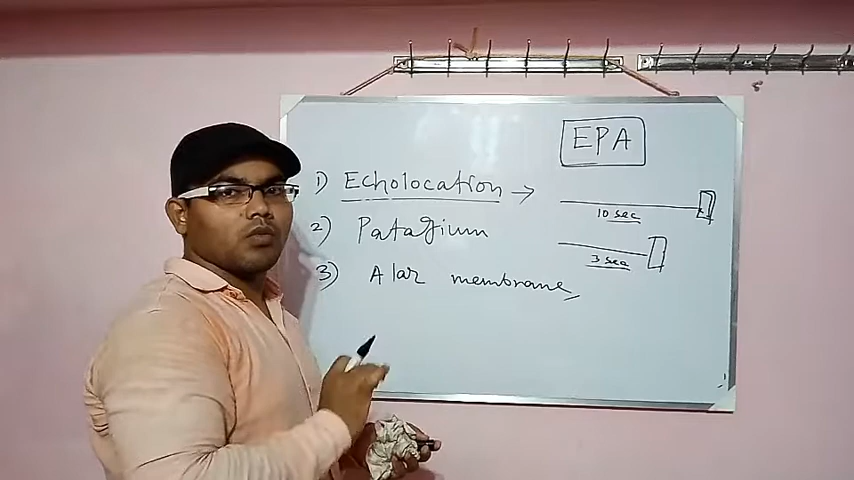 EPA
1) Echolocation →
10 sec
2) Patagium
3 sec
3) Alar membrane